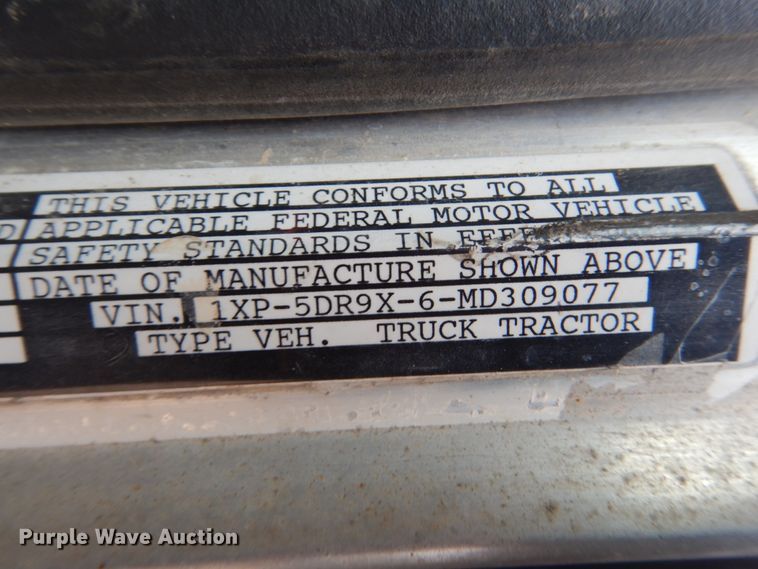 THIS VEHICLE CONFORMS TO ALL
D APPLICABLE FEDERAL MOTOR VEHICLE
SAFETY STANDARDS IN
DATE OF MANUFACTURE SHOWN ABOVE
VIN. 1XP-5DR9X-6-MD309077
TYPE VEH. TRUCK TRACTOR
Purple Wave Auction